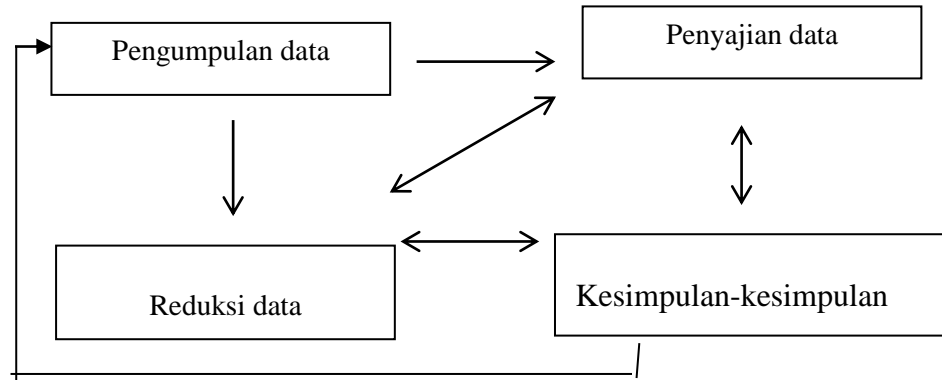 Pengumpulan data
Penyajian data
Reduksi data
Kesimpulan-kesimpulan